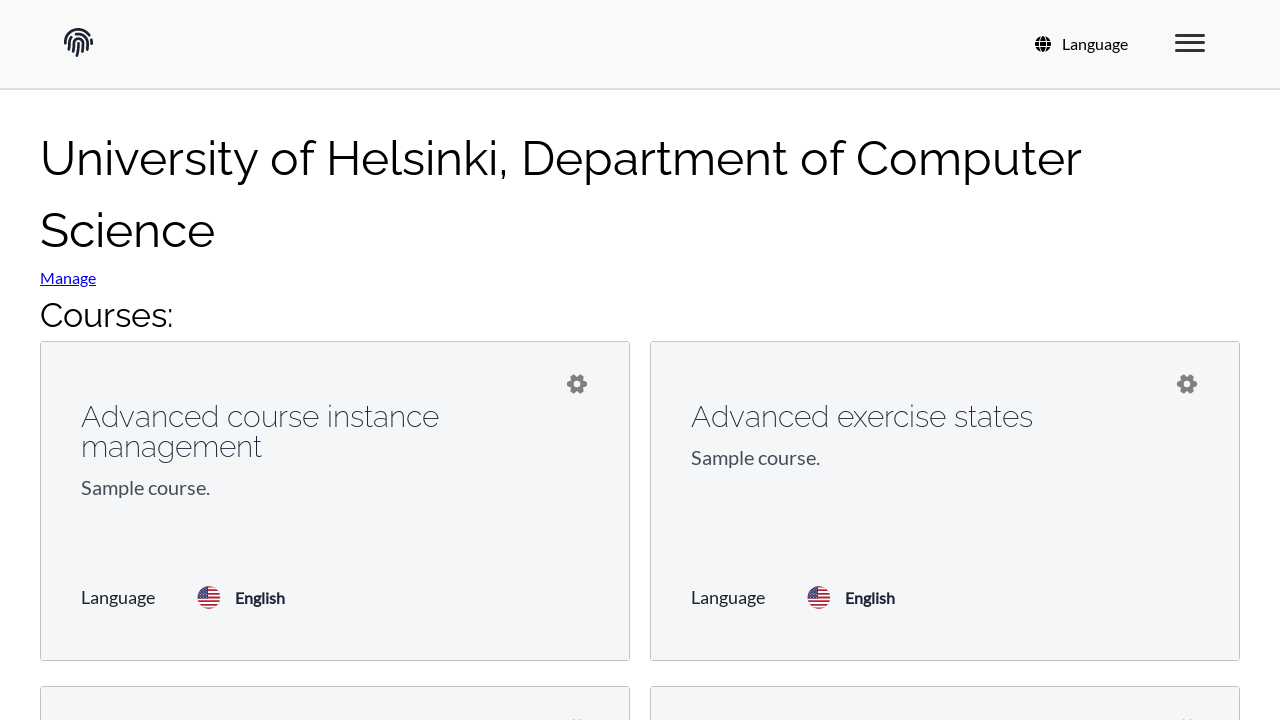 Language
University of Helsinki, Department of Computer
Science
Manage
Courses:
Advanced course instance
management
Sample course.
Language
English
Advanced exercise states
Sample course.
Language
English